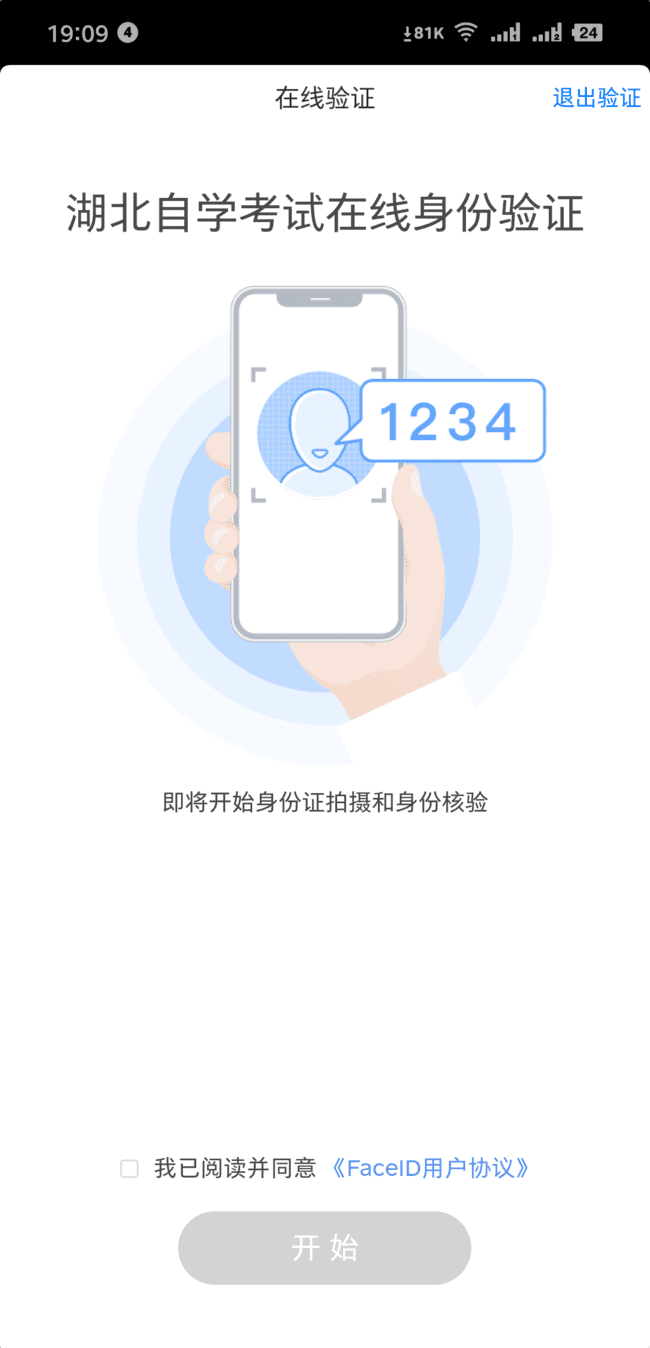 19:09 4 81K 24
在线验证 退出验证
湖北自学考试在线身份验证
1234
即将开始身份证拍摄和身份核验
我已阅读并同意 《FaceID用户协议》
开 始